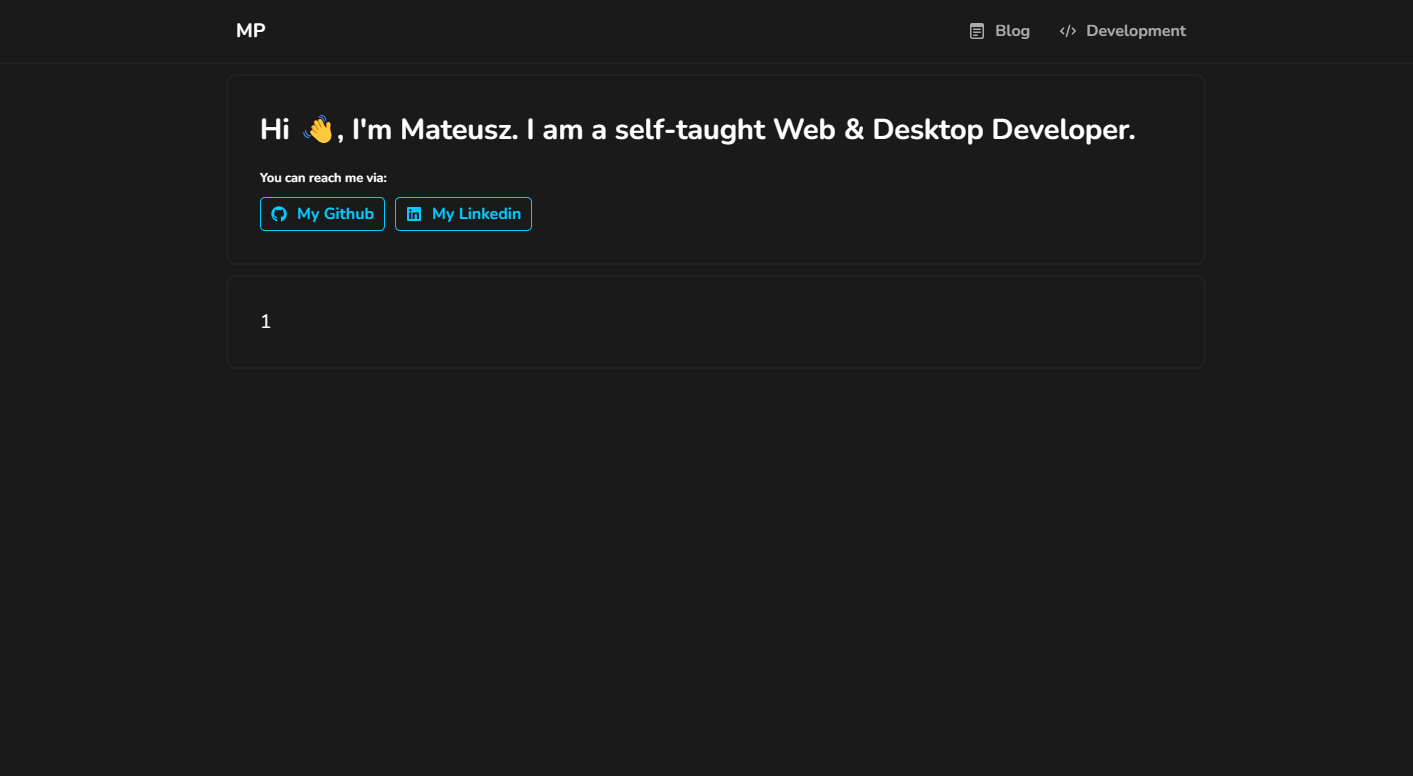 MP
Blog
Development
Hi 👋, I'm Mateusz. I am a self-taught Web & Desktop Developer.
You can reach me via:
My Github
My Linkedin
1